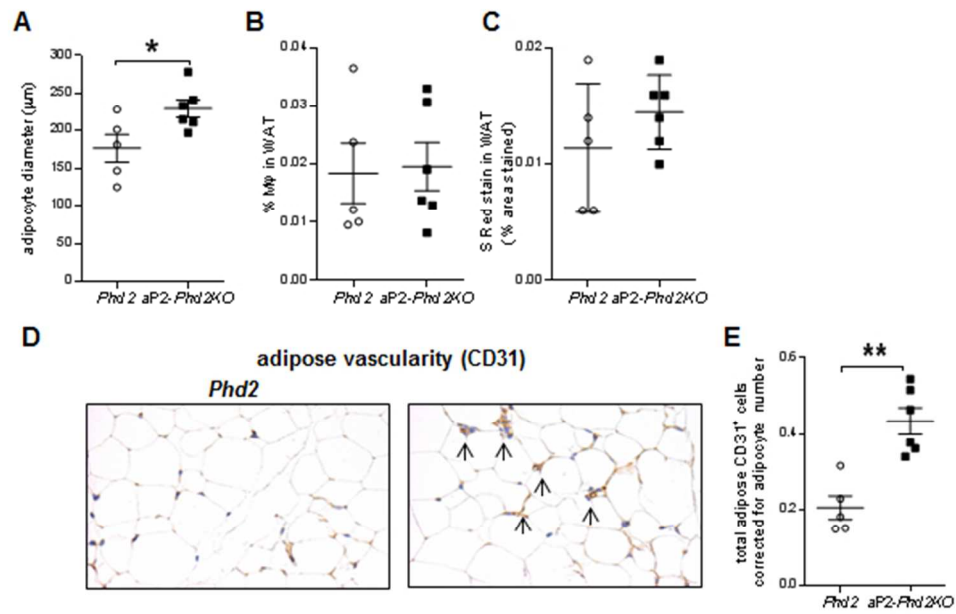 A
B
C
*
300
250
200
150
100
50
0
adipocyte diameter (µm)
Phd2 aP2-Phd2KO
0.04
0.03
0.02
0.01
0.00
% Mφ in WAT
Phd2 aP2-Phd2KO
0.02
0.01
0.00
S Red stain in WAT
(% area stained)
Phd2 aP2-Phd2KO
D
adipose vascularity (CD31)
Phd2
E
**
0.6
0.4
0.2
0.0
total adipose CD31+ cells
corrected for adipocyte number
Phd2 aP2-Phd2KO